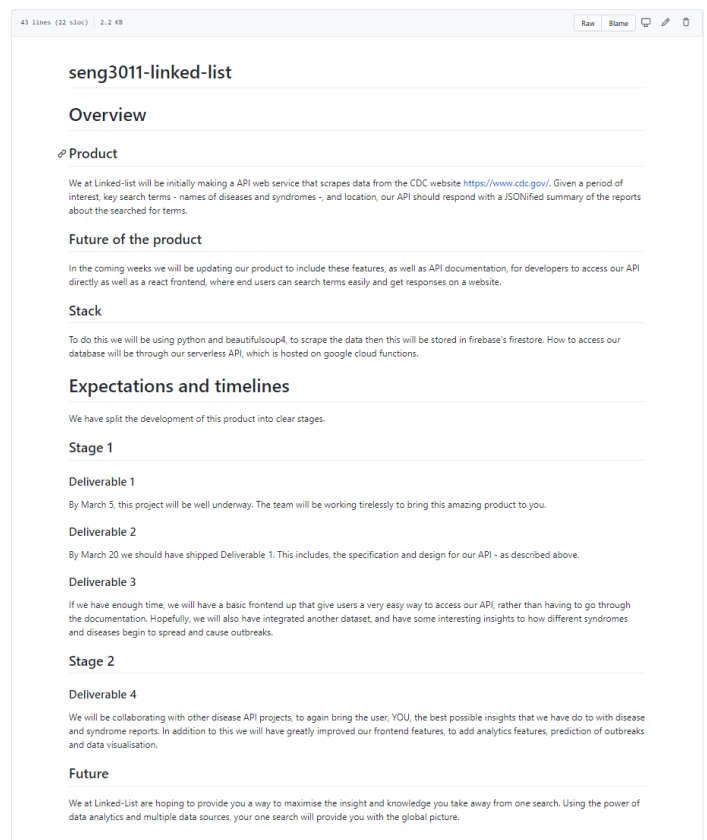 43 lines (22 sloc) 2.2 KB
Raw Blame
seng3011-linked-list
Overview
Product
We at Linked-list will be initially making a API web service that scrapes data from the CDC website https://www.cdc.gov/. Given a period of
interest, key search terms - names of diseases and syndromes -, and location, our API should respond with a JSONified summary of the reports
about the searched for terms.
Future of the product
In the coming weeks we will be updating our product to include these features, as well as API documentation, for developers to access our API
directly as well as a react frontend, where end users can search terms easily and get responses on a website.
Stack
To do this we will be using python and beautifulsoup4, to scrape the data then this will be stored in firebase's firestore. How to access our
database will be through our serverless API, which is hosted on google cloud functions.
Expectations and timelines
We have split the development of this product into clear stages.
Stage 1
Deliverable 1
By March 5, this project will be well underway. The team will be working tirelessly to bring this amazing product to you.
Deliverable 2
By March 20 we should have shipped Deliverable 1. This includes, the specification and design for our API - as described above.
Deliverable 3
If we have enough time, we will have a basic frontend up that give users a very easy way to access our API, rather than having to go through
the documentation. Hopefully, we will also have integrated another dataset, and have some interesting insights to how different syndromes
and diseases begin to spread and cause outbreaks.
Stage 2
Deliverable 4
We will be collaborating with other disease API projects, to again bring the user, YOU, the best possible insights that we have do to with disease
and syndrome reports. In addition to this we will have greatly improved our frontend features, to add analytics features, prediction of outbreaks
and data visualisation.
Future
We at Linked-List are hoping to provide you a way to maximise the insight and knowledge you take away from one search. Using the power of
data analytics and multiple data sources, your one search will provide you with the global picture.